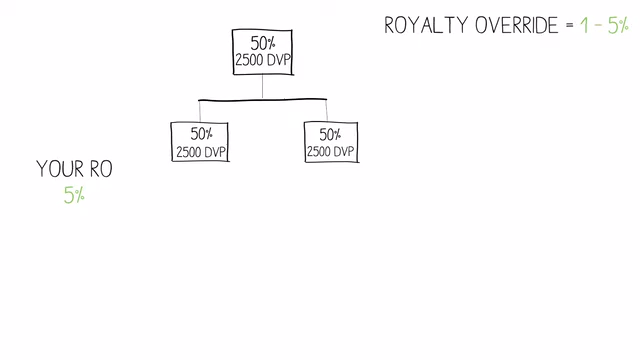 ROYALTY OVERRIDE = 1 - 5%
50%
2500 DVP
50%
2500 DVP
50%
2500 DVP
YOUR RO
5%